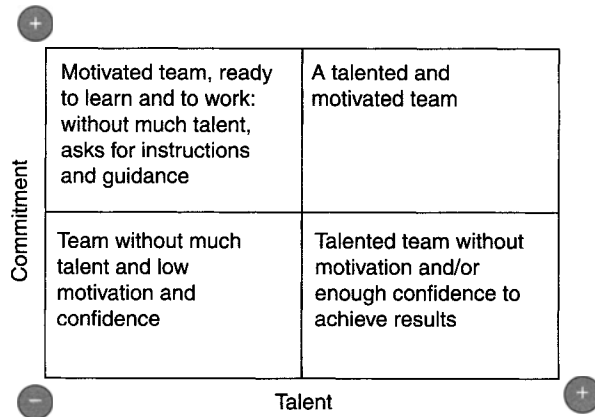 +
Motivated team, ready
to learn and to work:
without much talent,
asks for instructions
and guidance
A talented and
motivated team
Commitment
Team without much
talent and low
motivation and
confidence
Talented team without
motivation and/or
enough confidence to
achieve results
−
Talent
+